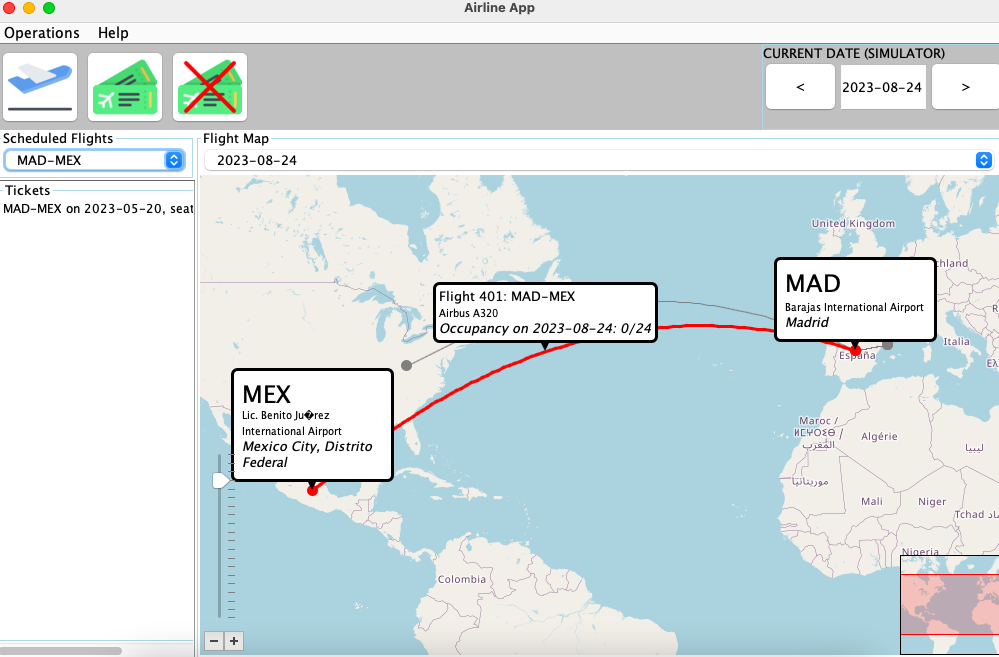 Airline App
Operations Help
CURRENT DATE (SIMULATOR)
< 2023-08-24 >
Scheduled Flights
MAD-MEX
Flight Map
2023-08-24
Tickets
MAD-MEX on 2023-05-20, seat
United Kingdom
MAD
Barajas International Airport
Madrid
chland
Flight 401: MAD-MEX
Airbus A320
Occupancy on 2023-08-24: 0/24
Italia
España
MEX
Lic. Benito Ju�rez
International Airport
Mexico City, Distrito
Federal
Maroc /
ⵍⵎⵖⵔⵉⴱ /
المغرب
Algérie
ليبيا
موريتانيا
Mali
Niger
Tchad
Nigeria
Colombia
− +